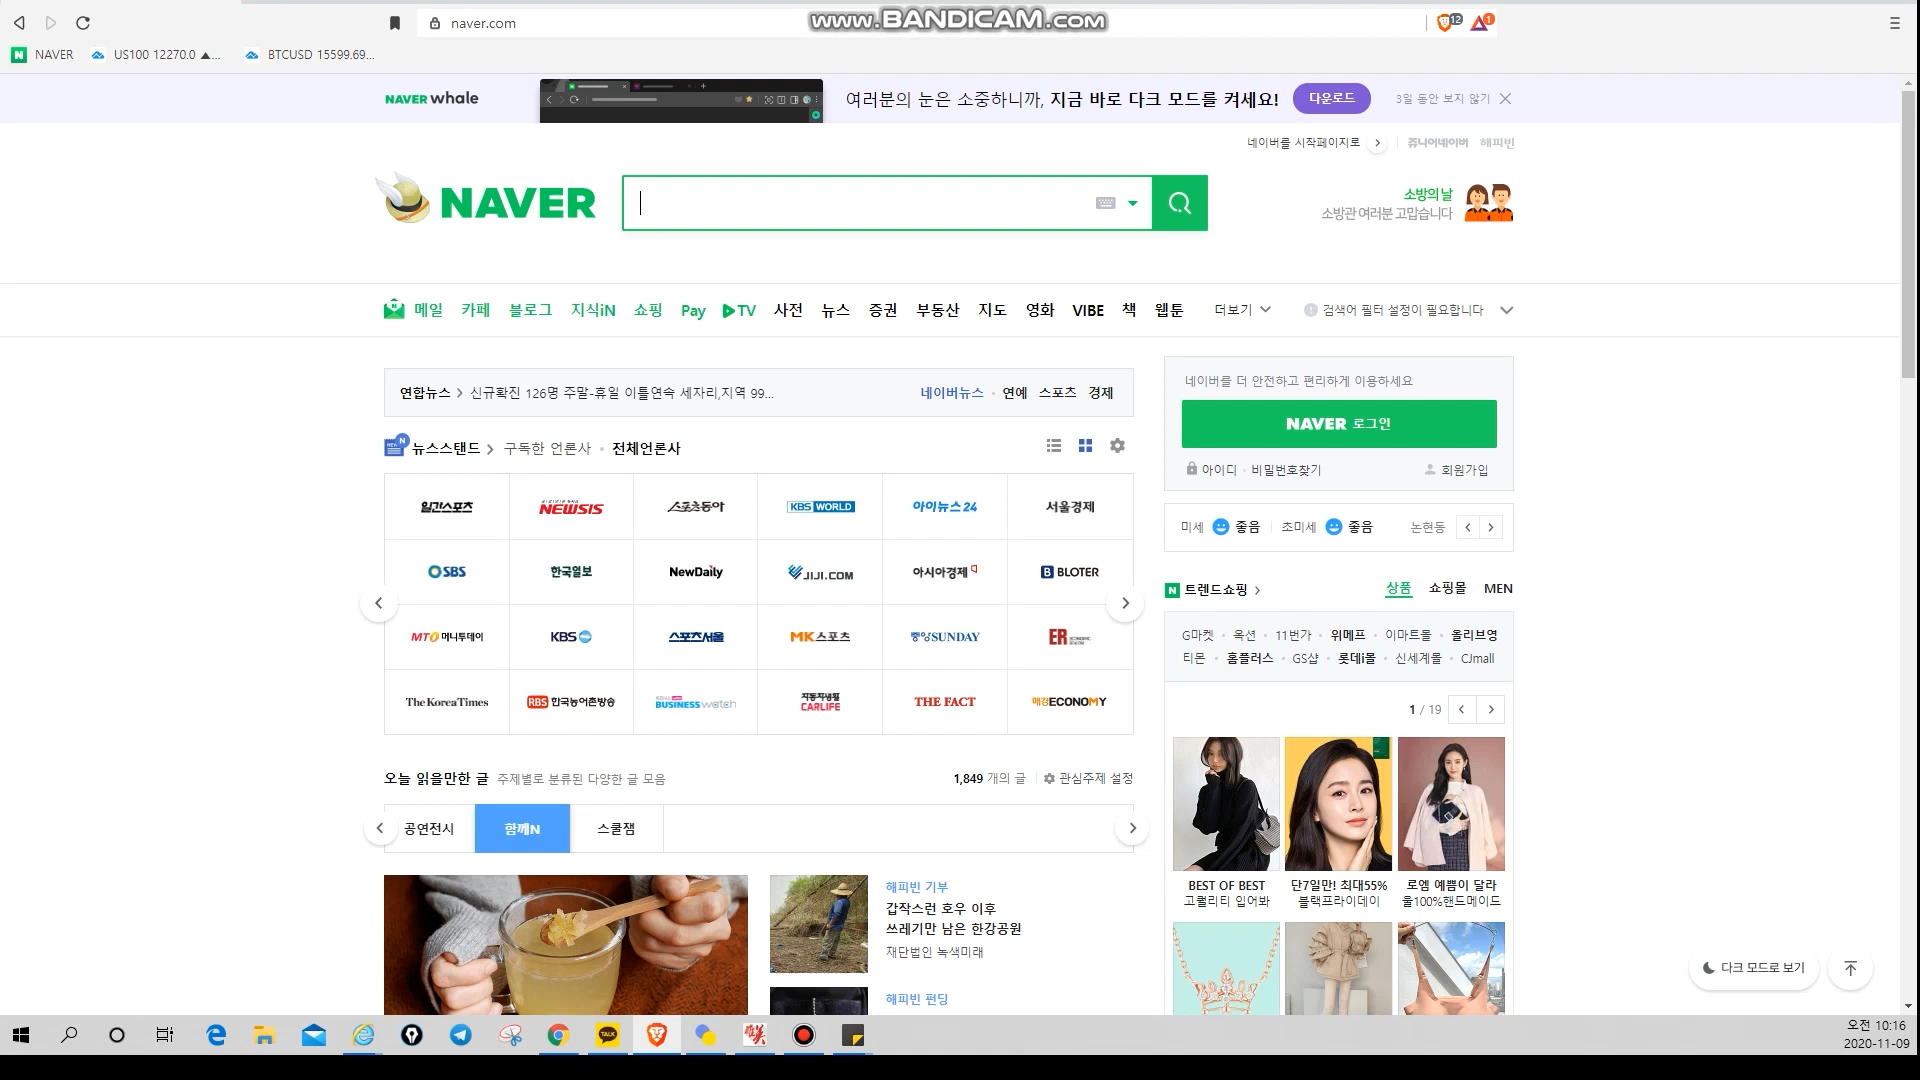 naver.com
www.BANDICAM.com
12
1
NAVER
US100 12270.0 ▲...
BTCUSD 15599.69...
NAVER whale
여러분의 눈은 소중하니까, 지금 바로 다크 모드를 켜세요!
다운로드
3일 동안 보지 않기
네이버를 시작페이지로
쥬니어네이버
해피빈
NAVER
소방의 날
소방관 여러분 고맙습니다
메일 카페 블로그 지식iN 쇼핑 Pay TV 사전 뉴스 증권 부동산 지도 영화 VIBE 책 웹툰 더보기
검색어 필터 설정이 필요합니다
연합뉴스 > 신규확진 126명 주말-휴일 이틀연속 세자리,지역 99...
네이버뉴스 · 연예 스포츠 경제
네이버를 더 안전하고 편리하게 이용하세요
NAVER 로그인
아이디 · 비밀번호찾기
회원가입
뉴스스탠드 > 구독한 언론사 · 전체언론사
일간스포츠
NEWSIS
스포츠동아
KBS WORLD
아이뉴스24
서울경제
SBS
한국일보
NewDaily
JIJI.COM
아시아경제
BLOTER
MT 머니투데이
KBS
스포츠서울
MK스포츠
중앙SUNDAY
ER
The Korea Times
RBS 한국농어촌방송
BUSINESS watch
자동차생활
CARLIFE
THE FACT
매경ECONOMY
미세 좋음 초미세 좋음 논현동
N 트렌드쇼핑 >
상품 쇼핑몰 MEN
G마켓 · 옥션 · 11번가 · 위메프 · 이마트몰 · 올리브영
티몬 · 홈플러스 · GS샵 · 롯데i몰 · 신세계몰 · CJmall
1 / 19
BEST OF BEST
고퀄리티 입어봐
단7일만! 최대55%
블랙프라이데이
로엠 예쁨이 달라
울100%핸드메이드
오늘 읽을만한 글 주제별로 분류된 다양한 글 모음
1,849 개의 글
관심주제 설정
공연전시
함께N
스쿨잼
해피빈 기부
갑작스런 호우 이후
쓰레기만 남은 한강공원
재단법인 녹색미래
해피빈 펀딩
다크 모드로 보기
TALK
오전 10:16
2020-11-09